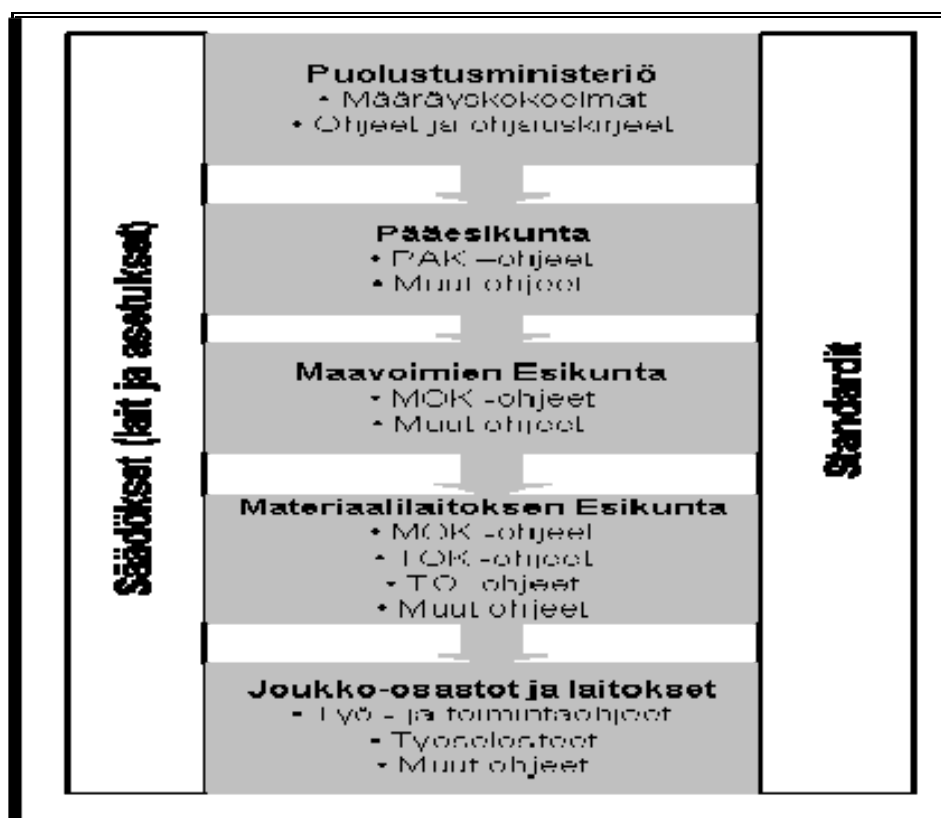 Säädökset (lait ja asetukset)
Puolustusministeriö
• Määräyskokoelmat
• Ohjeet ja ohjauskirjeet
Pääesikunta
• PAK –ohjeet
• Muut ohjeet
Maavoimien Esikunta
• MOK -ohjeet
• Muut ohjeet
Materiaalilaitoksen Esikunta
• MOK -ohjeet
• TOK -ohjeet
• TO -ohjeet
• Muut ohjeet
Joukko-osastot ja laitokset
• Työ - ja toimintaohjeet
• Työselosteet
• Muut ohjeet
Standardit